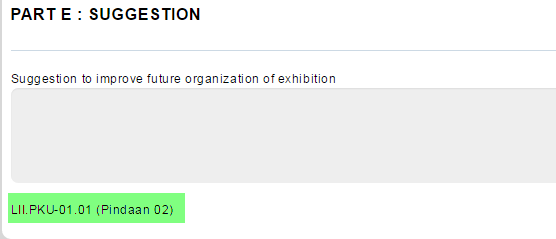 PART E : SUGGESTION
Suggestion to improve future organization of exhibition
LII.PKU-01.01 (Pindaan 02)